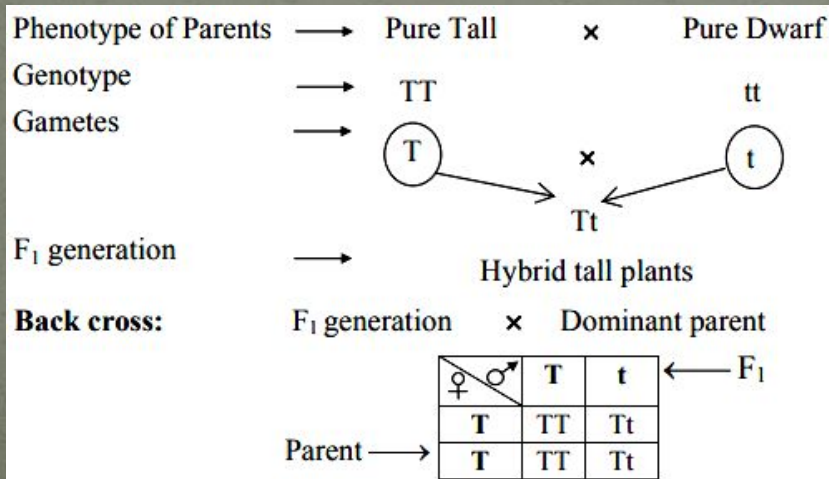 Phenotype of Parents → Pure Tall × Pure Dwarf
Genotype → TT tt
Gametes → T × t
Tt
F₁ generation → Hybrid tall plants
Back cross: F₁ generation × Dominant parent
♀ ♂ T t ← F₁
T TT Tt
Parent → T TT Tt